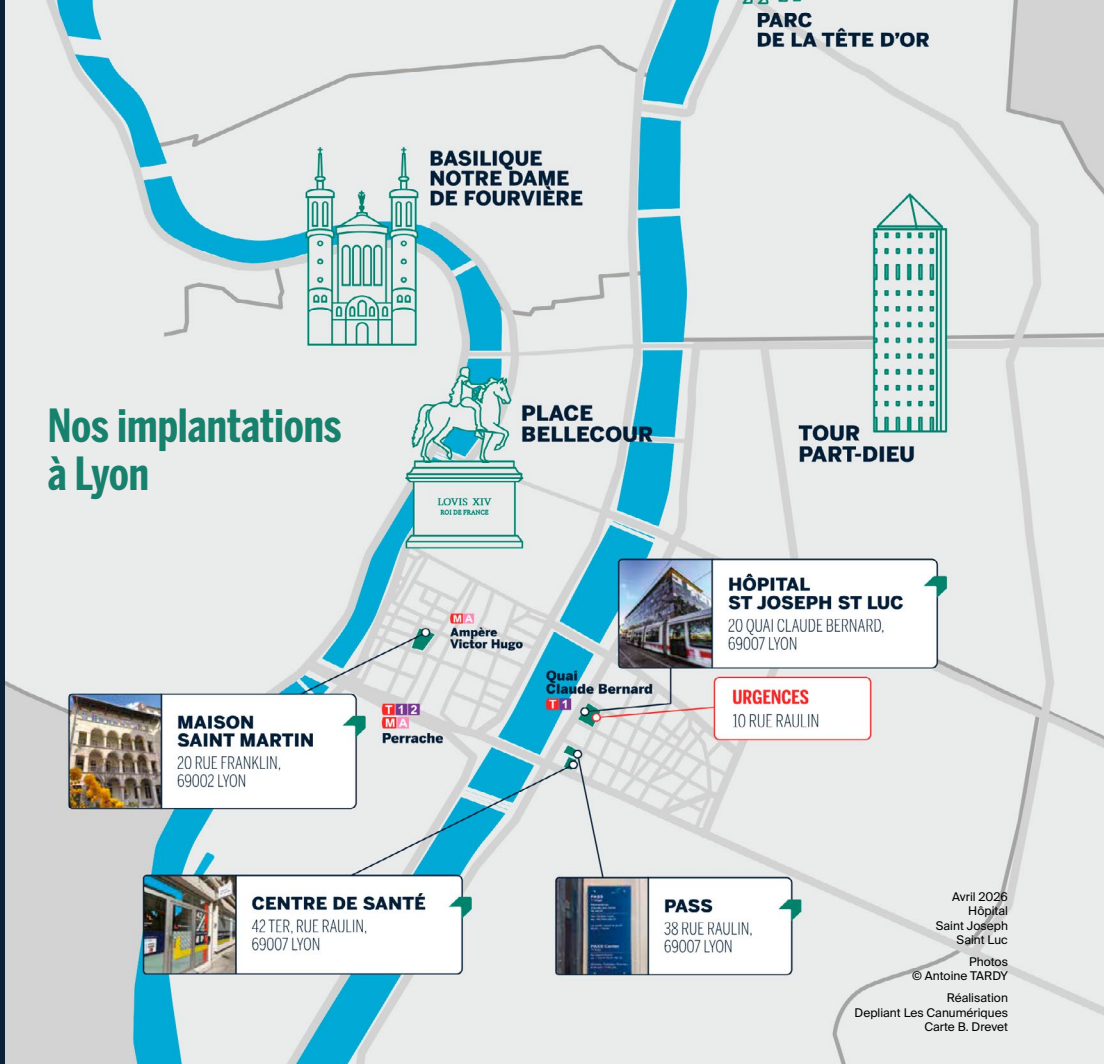 PARC
DE LA TÊTE D'OR
BASILIQUE
NOTRE DAME
DE FOURVIÈRE
Nos implantations
à Lyon
PLACE
BELLECOUR
TOUR
PART-DIEU
LOVIS XIV
ROI DE FRANCE
HÔPITAL
ST JOSEPH ST LUC
20 QUAI CLAUDE BERNARD,
69007 LYON
M A
Ampère
Victor Hugo
Quai
Claude Bernard
T 1
URGENCES
10 RUE RAULIN
MAISON
SAINT MARTIN
20 RUE FRANKLIN,
69002 LYON
T 1 2
M A
Perrache
CENTRE DE SANTÉ
42 TER, RUE RAULIN,
69007 LYON
PASS
PASS Center
PASS
38 RUE RAULIN,
69007 LYON
Avril 2026
Hôpital
Saint Joseph
Saint Luc
Photos
© Antoine TARDY
Réalisation
Depliant Les Canumériques
Carte B. Drevet